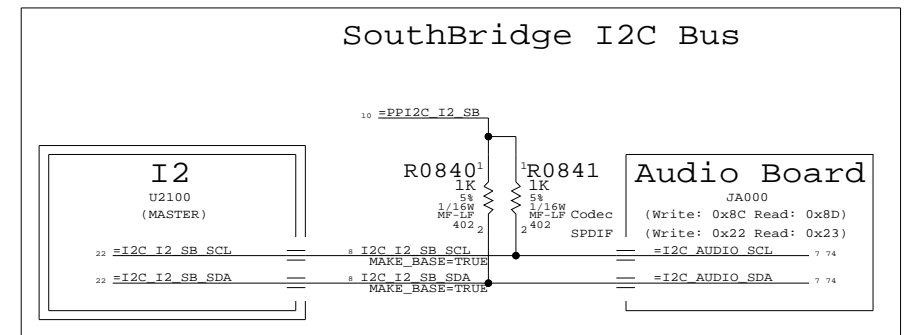 SouthBridge I2C Bus
10 =PPI2C_I2_SB
I2
U2100
(MASTER)
R0840 1
1K
5%
1/16W
MF-LF
402 2
1 R0841
1K
5%
1/16W
MF-LF
2 402
Audio Board
JA000
Codec (Write: 0x8C Read: 0x8D)
SPDIF (Write: 0x22 Read: 0x23)
22 =I2C_I2_SB_SCL 8 I2C_I2_SB_SCL =I2C_AUDIO_SCL 7 74
MAKE_BASE=TRUE
22 =I2C_I2_SB_SDA 8 I2C_I2_SB_SDA =I2C_AUDIO_SDA 7 74
MAKE_BASE=TRUE